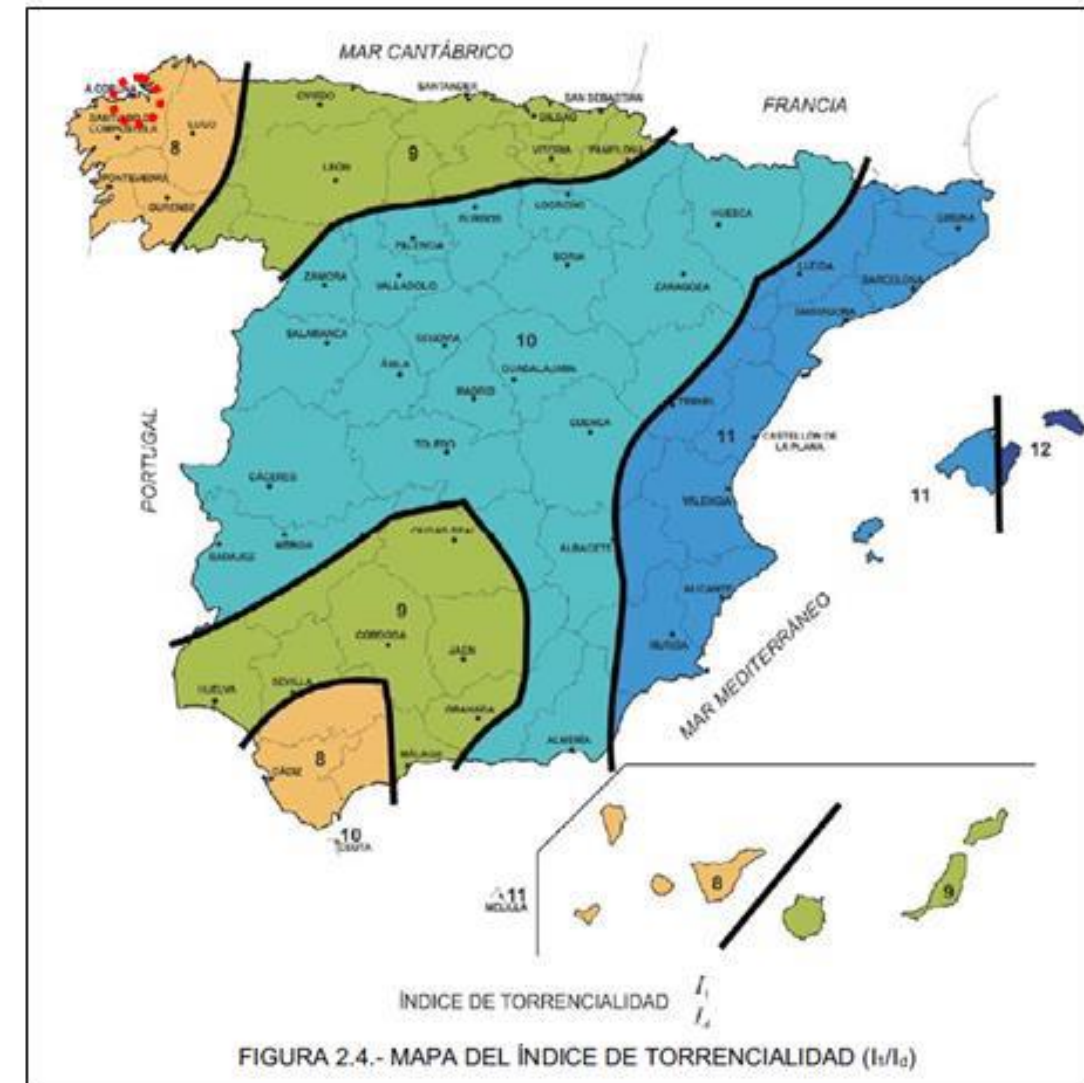 MAR CANTÁBRICO
FRANCIA
PORTUGAL
MAR MEDITERRÁNEO
OVIEDO
SANTANDER
SAN SEBASTIAN
BILBAO
LUGO
8
PONTEVEDRA
OURENSE
LEÓN
9
VITORIA
PAMPLONA
LOGROÑO
BURGOS
PALENCIA
HUESCA
GIRONA
ZAMORA
VALLADOLID
SORIA
ZARAGOZA
LLEIDA
BARCELONA
TARRAGONA
SALAMANCA
SEGOVIA
10
ÁVILA
GUADALAJARA
MADRID
TERUEL
CUENCA
11
CASTELLÓN DE
LA PLANA
12
11
TOLEDO
CÁCERES
VALENCIA
BADAJOZ
MÉRIDA
CIUDAD REAL
ALBACETE
ALICANTE
9
CÓRDOBA
JAÉN
MURCIA
HUELVA
SEVILLA
GRANADA
8
CÁDIZ
MÁLAGA
ALMERÍA
10
CEUTA
11
MELILLA
8
9
ÍNDICE DE TORRENCIALIDAD
FIGURA 2.4.- MAPA DEL ÍNDICE DE TORRENCIALIDAD (I₁/Id)